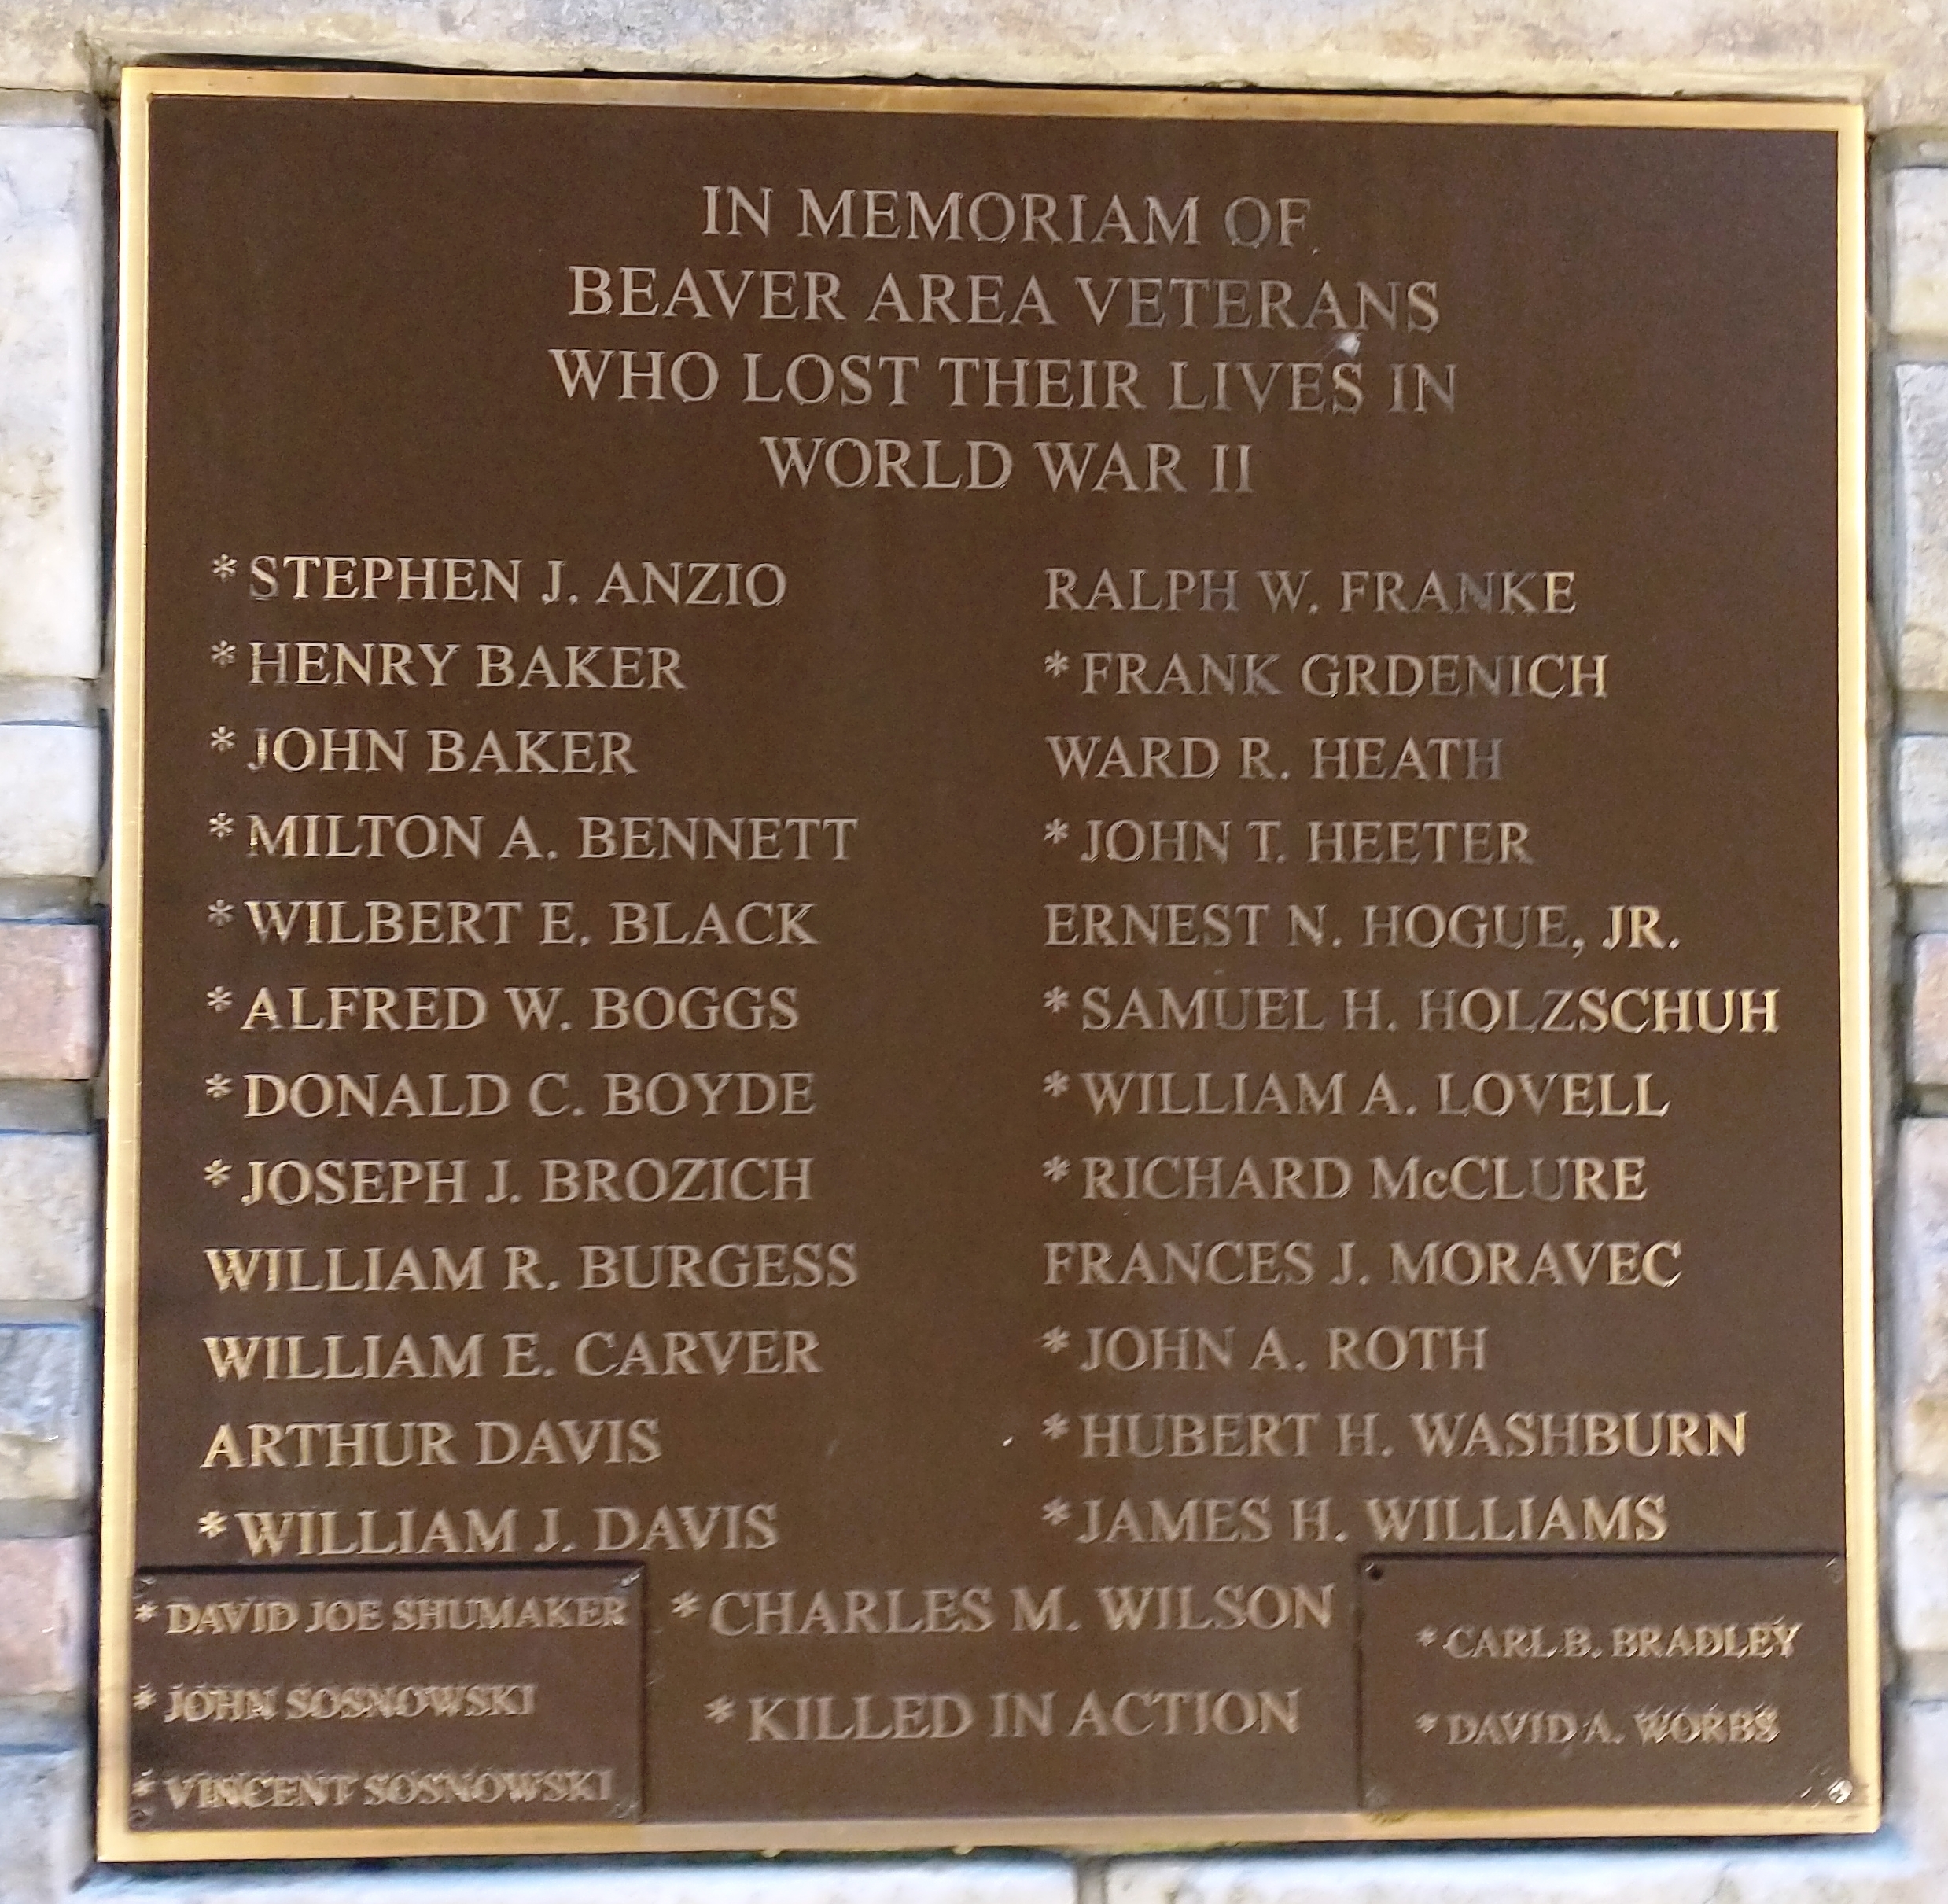 IN MEMORIAM OF
BEAVER AREA VETERANS
WHO LOST THEIR LIVES IN
WORLD WAR II
* STEPHEN J. ANZIO
* HENRY BAKER
* JOHN BAKER
* MILTON A. BENNETT
* WILBERT E. BLACK
* ALFRED W. BOGGS
* DONALD C. BOYDE
* JOSEPH J. BROZICH
WILLIAM R. BURGESS
WILLIAM E. CARVER
ARTHUR DAVIS
* WILLIAM J. DAVIS
RALPH W. FRANKE
* FRANK GRDENICH
WARD R. HEATH
* JOHN T. HEETER
ERNEST N. HOGUE, JR.
* SAMUEL H. HOLZSCHUH
* WILLIAM A. LOVELL
* RICHARD McCLURE
FRANCES J. MORAVEC
* JOHN A. ROTH
* HUBERT H. WASHBURN
* JAMES H. WILLIAMS
* DAVID JOE SHUMAKER
* JOHN SOSNOWSKI
* VINCENT SOSNOWSKI
* CHARLES M. WILSON
* KILLED IN ACTION
* CARL B. BRADLEY
* DAVID A. WORBS